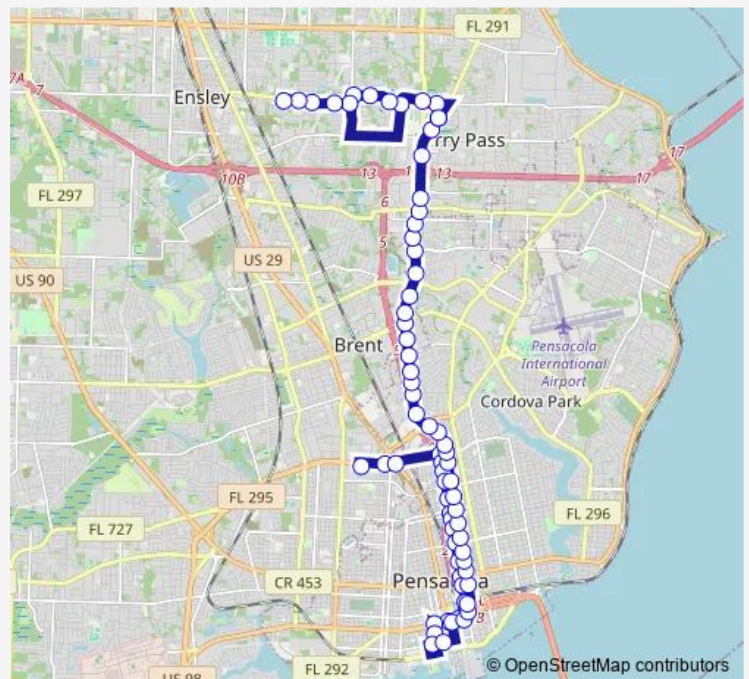 FL 291
7A
7
Ensley
rry Pass
17
10B
13
1
13
17
FL 297
6
5
US 29
US 90
Brent
Pensacola
International
Airport
Cordova Park
FL 295
FL 296
FL 727
2
CR 453
Pensa
a
B
FL 292
US 98
© OpenStreetMap contributors